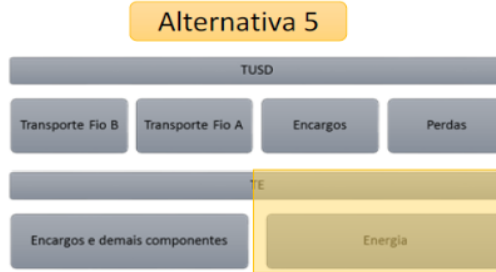 Alternativa 5
TUSD
Transporte Fio B Transporte Fio A Encargos Perdas
TE
Encargos e demais componentes Energia